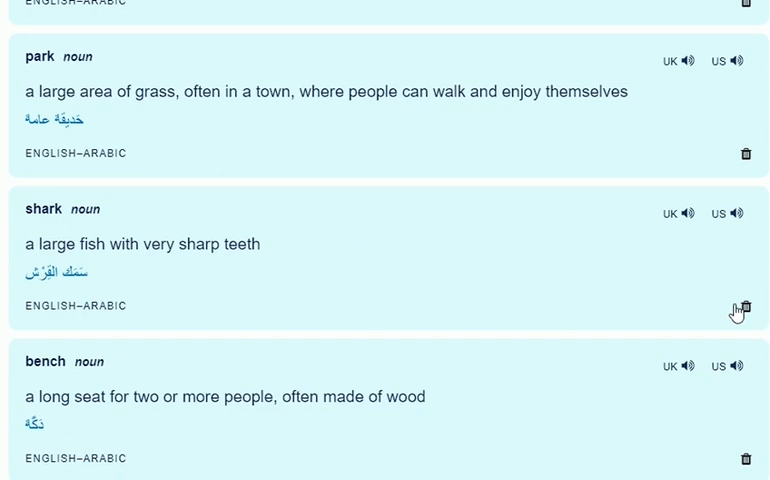 ENGLISH–ARABIC
park noun
UK US
a large area of grass, often in a town, where people can walk and enjoy themselves
حَديقَة عامة
ENGLISH–ARABIC
shark noun
UK US
a large fish with very sharp teeth
سَمَك القِرْش
ENGLISH–ARABIC
bench noun
UK US
a long seat for two or more people, often made of wood
دَكَّة
ENGLISH–ARABIC